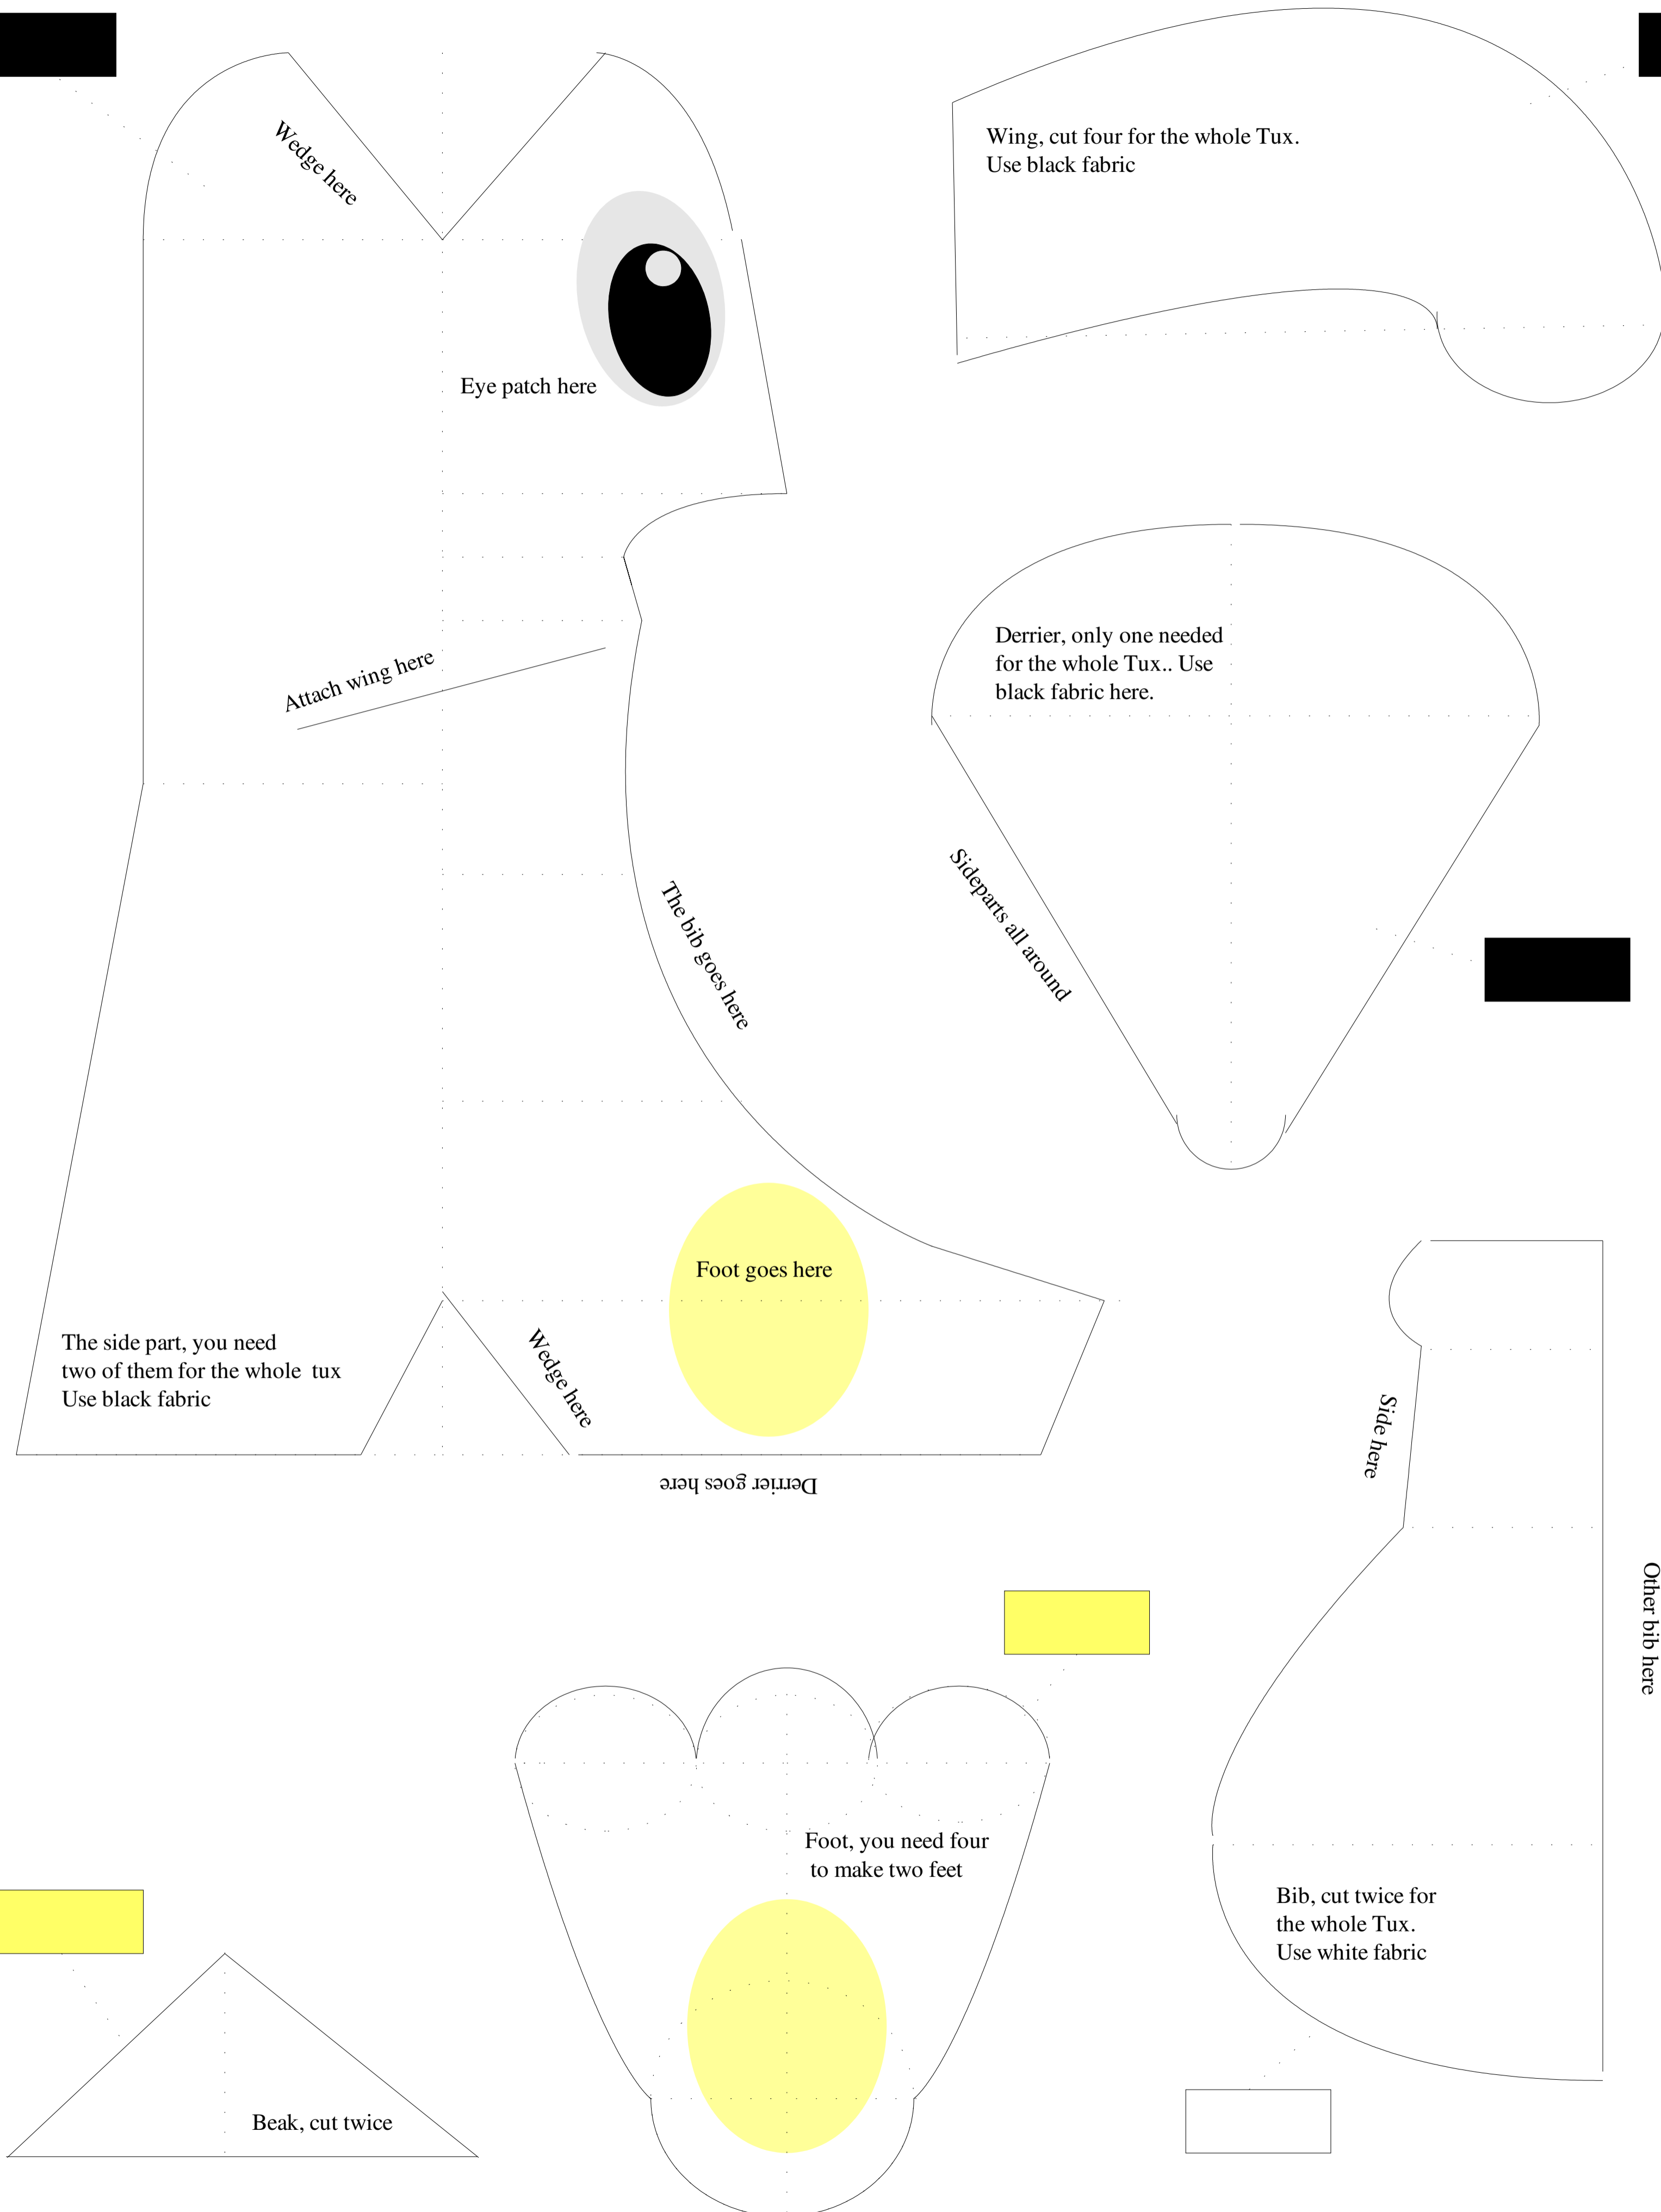 Wedge here
Wing, cut four for the whole Tux.
Use black fabric
Eye patch here
Attach wing here
Derrier, only one needed
for the whole Tux.. Use
black fabric here.
Sideparts all around
The bib goes here
Foot goes here
The side part, you need
two of them for the whole  tux
Use black fabric
Wedge here
Derrier goes here
Side here
Other bib here
Foot, you need four
to make two feet
Bib, cut twice for
the whole Tux.
Use white fabric
Beak, cut twice